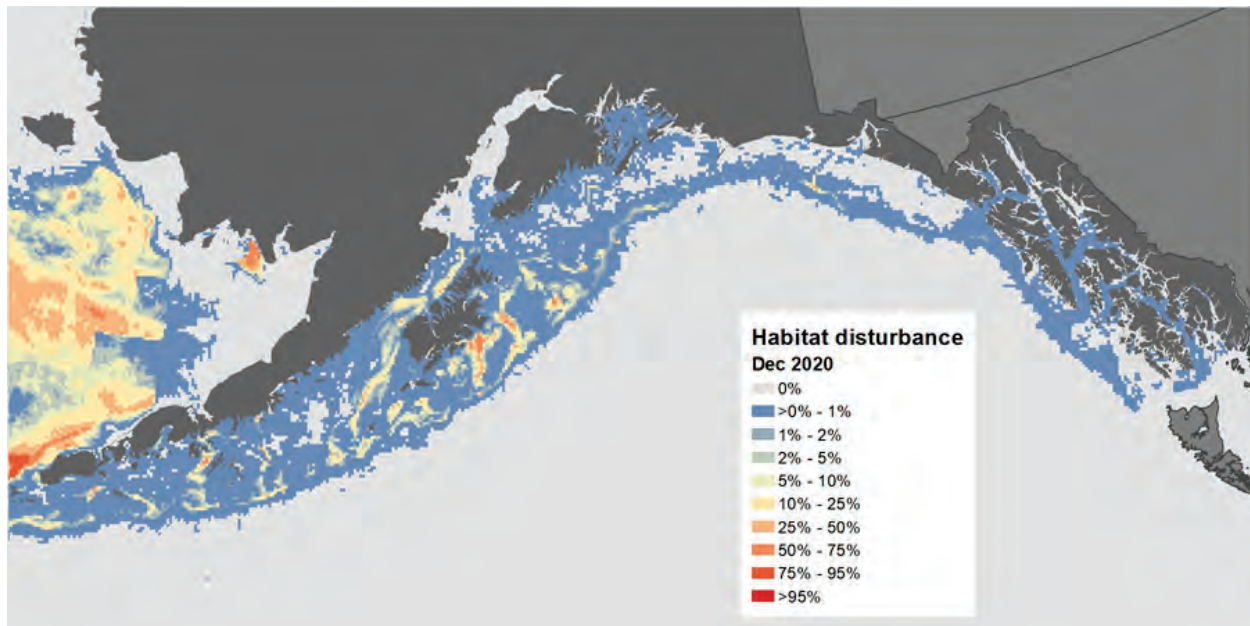 Habitat disturbance
Dec 2020
0%
>0% - 1%
1% - 2%
2% - 5%
5% - 10%
10% - 25%
25% - 50%
50% - 75%
75% - 95%
>95%